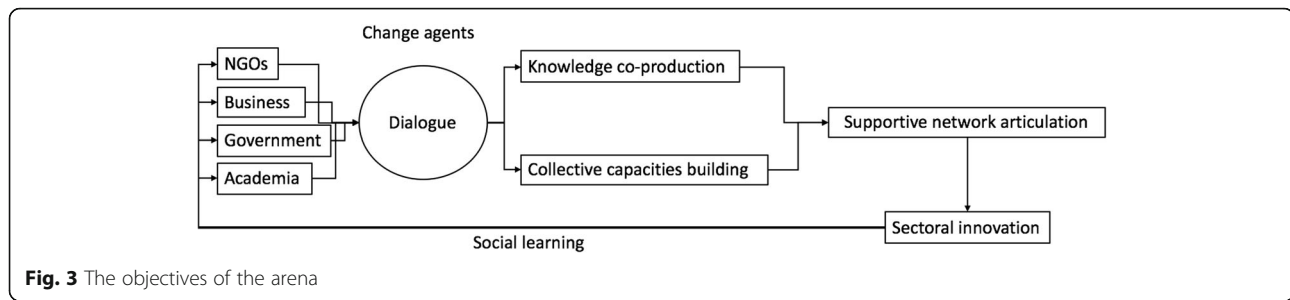 Change agents
NGOs
Business
Government
Academia
Dialogue
Knowledge co-production
Collective capacities building
Supportive network articulation
Sectoral innovation
Social learning
Fig. 3 The objectives of the arena